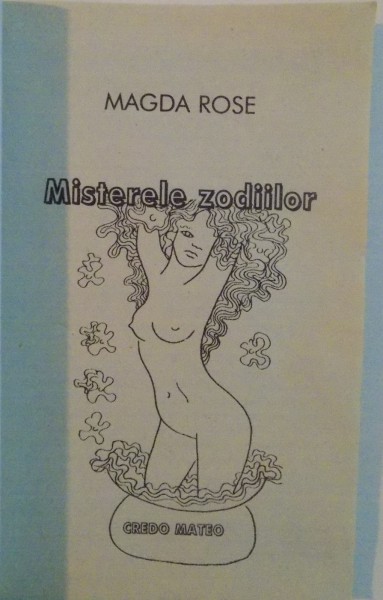 MAGDA ROSE
Misterele zodiilor
CREDO MATEO